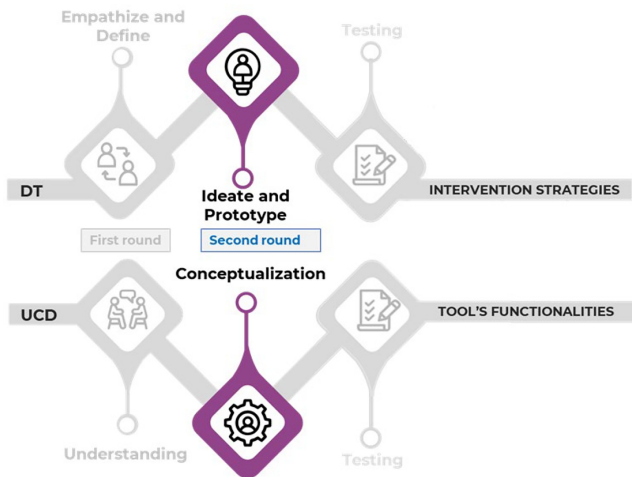 Empathize and
Define
Testing
DT
Ideate and
Prototype
INTERVENTION STRATEGIES
First round
Second round
Conceptualization
UCD
TOOL'S FUNCTIONALITIES
Understanding
Testing